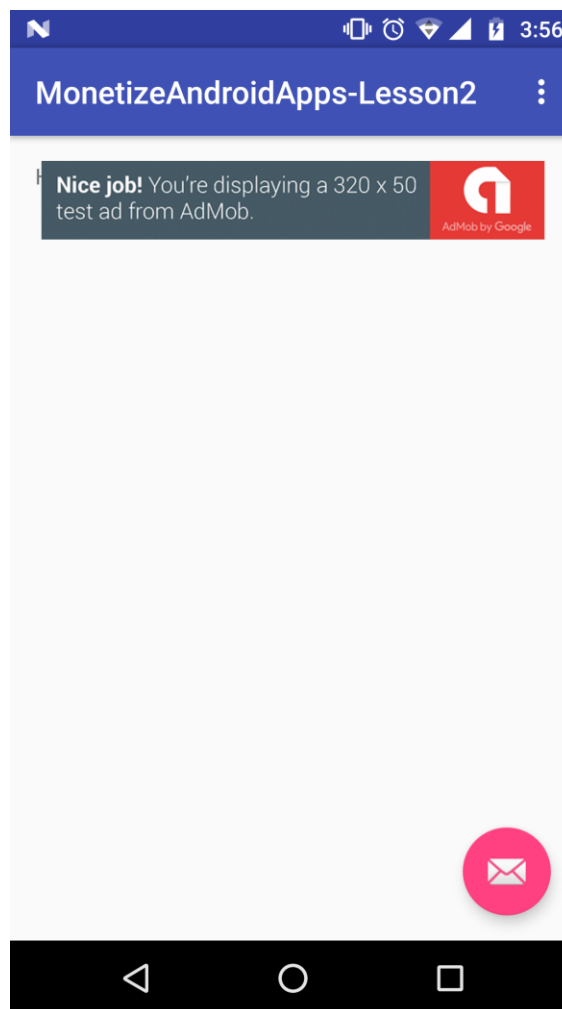 3:56
MonetizeAndroidApps-Lesson2
Nice job! You're displaying a 320 x 50
test ad from AdMob.
AdMob by Google